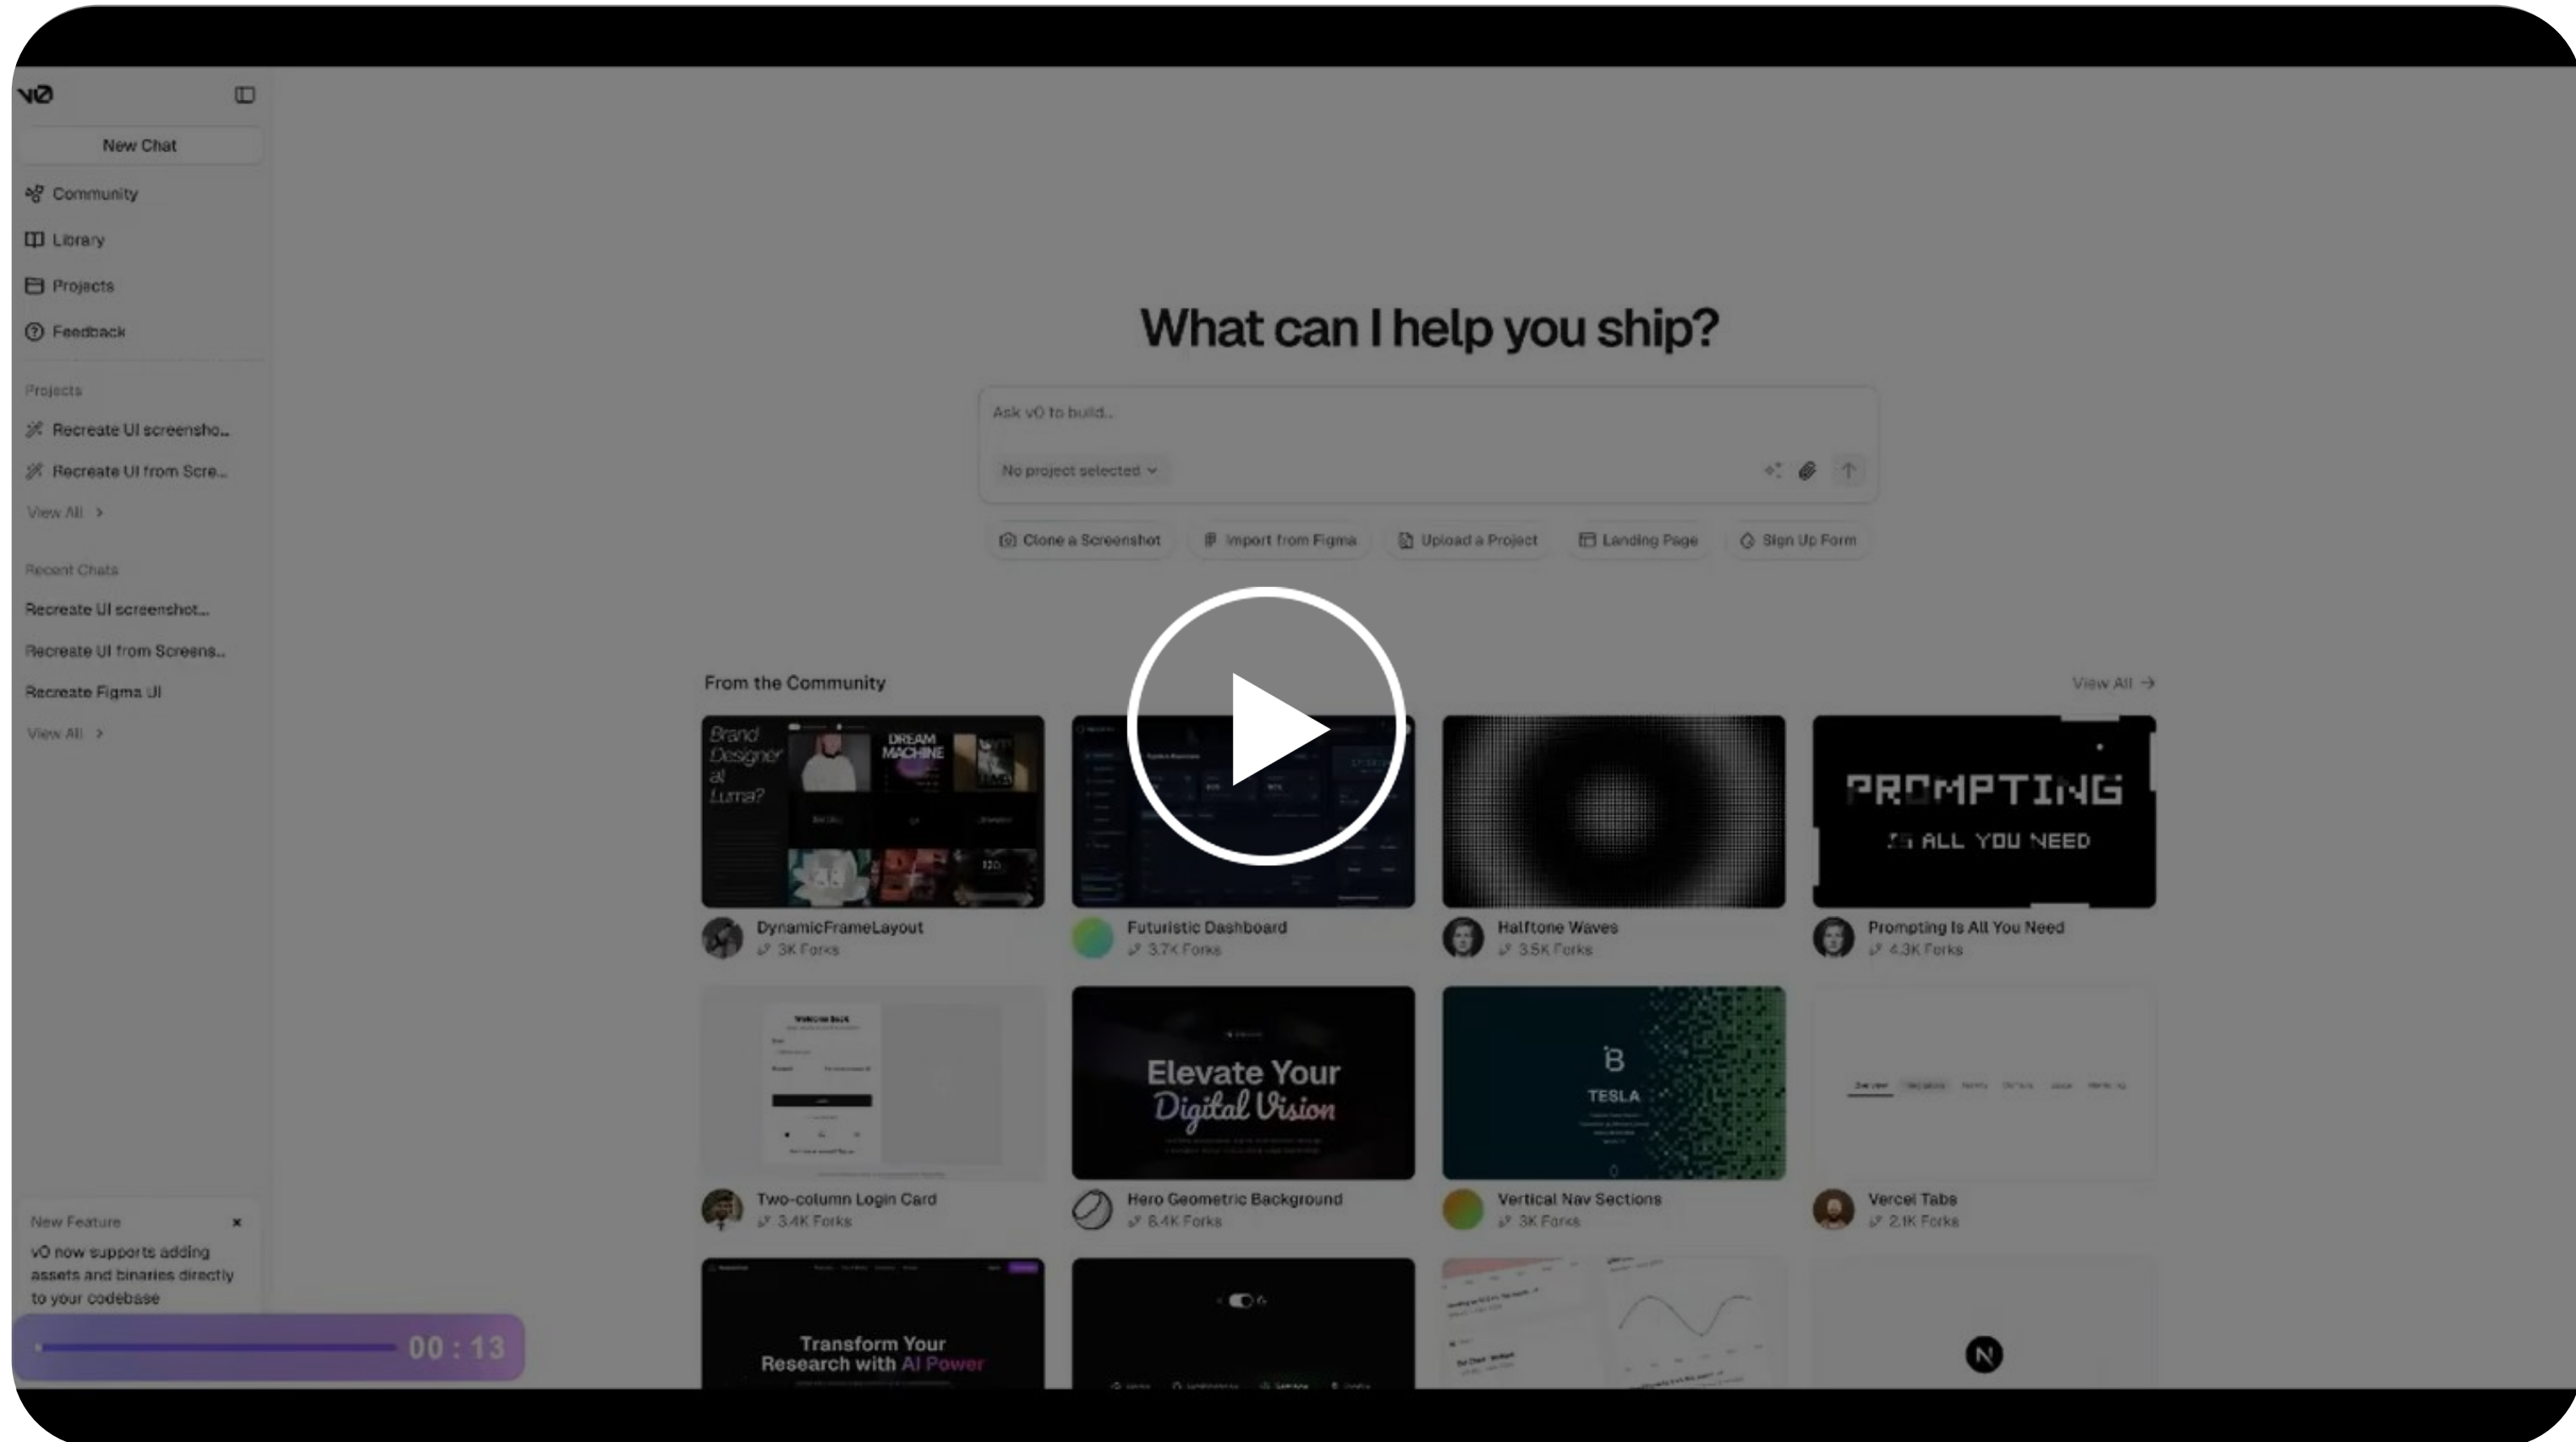 v0
New Chat
Community
Library
Projects
Feedback
Projects
Recreate UI screensho...
Recreate UI from Scre...
View All >
Recent Chats
Recreate UI screenshot...
Recreate UI from Screens...
Recreate Figma UI
View All >
New Feature
v0 now supports adding
assets and binaries directly
to your codebase
00:13
What can I help you ship?
Ask v0 to build...
No project selected
Clone a Screenshot
Import from Figma
Upload a Project
Landing Page
Sign Up Form
From the Community
View All →
Brand
Designer
at
Luma?
DREAM
MACHINE
PROMPTING
IS ALL YOU NEED
DynamicFrameLayout
3K Forks
Futuristic Dashboard
3.7K Forks
Halftone Waves
3.5K Forks
Prompting Is All You Need
4.3K Forks
Welcome back
Elevate Your
Digital Vision
TESLA
Two-column Login Card
3.4K Forks
Hero Geometric Background
8.4K Forks
Vertical Nav Sections
3K Forks
Vercel Tabs
2.1K Forks
Transform Your
Research with AI Power
N